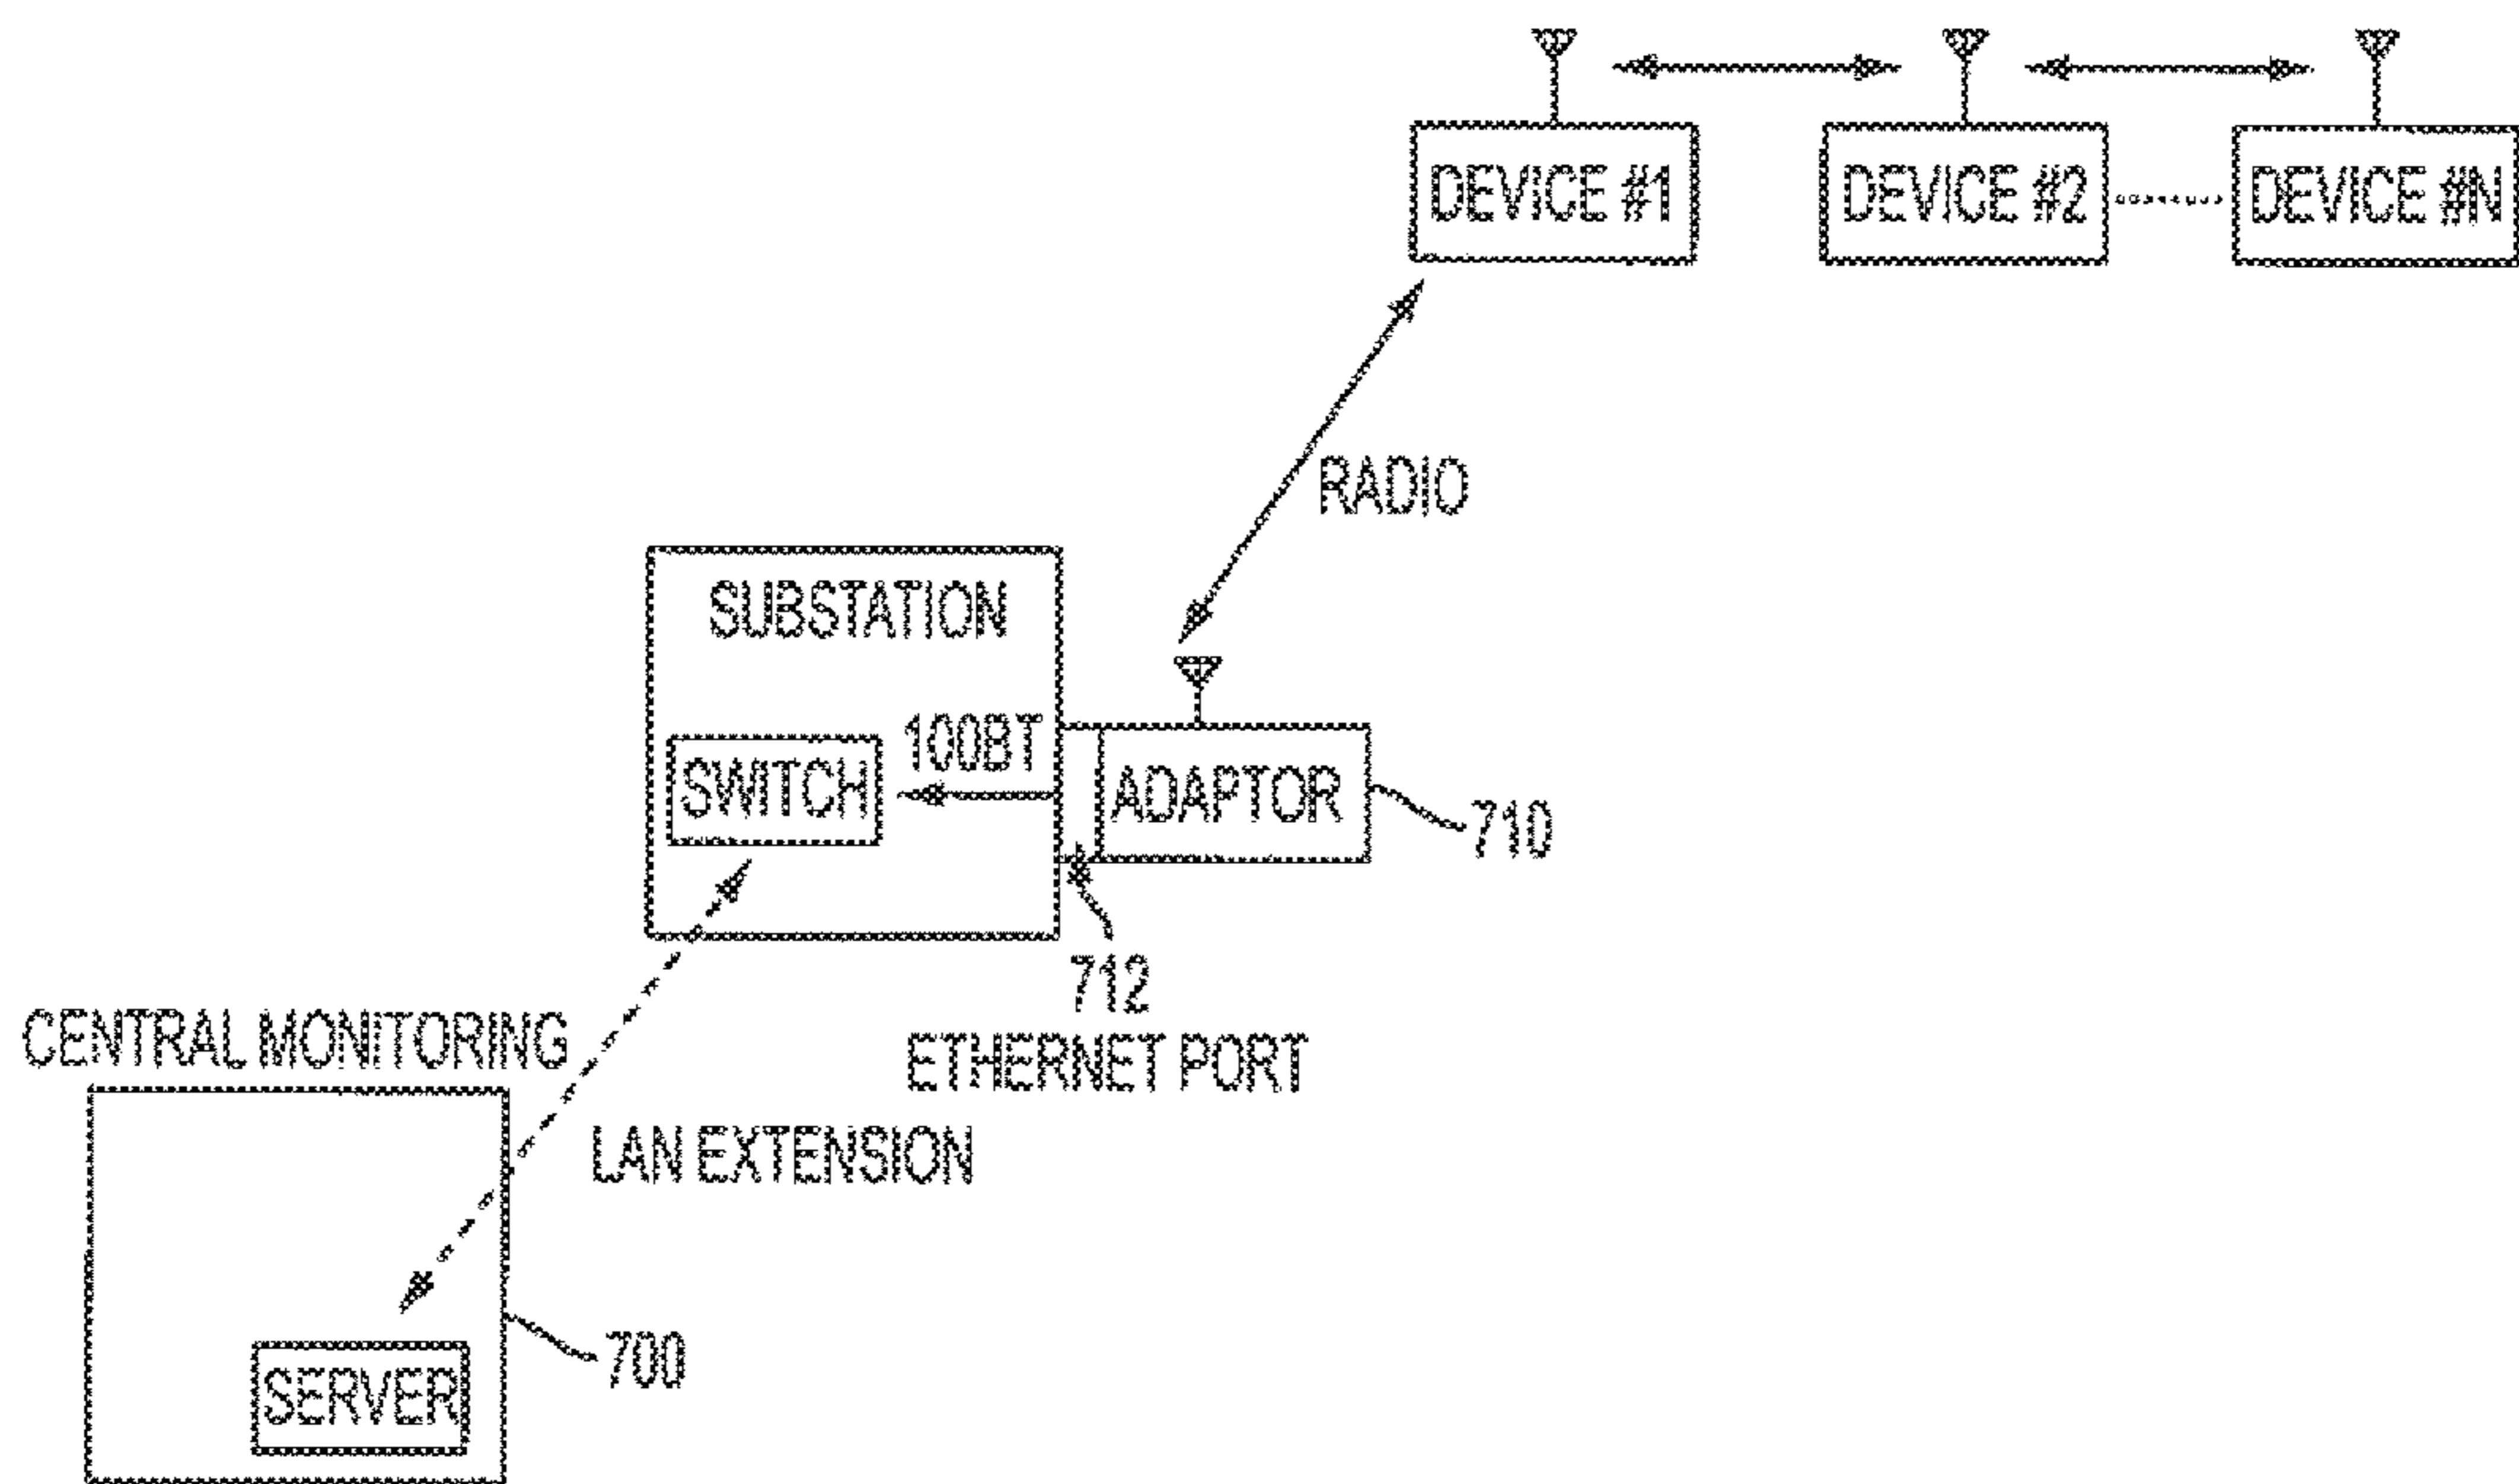 DEVICE #1
DEVICE #2
DEVICE #N
RADIO
SUBSTATION
100BT
SWITCH
ADAPTOR
710
712
ETHERNET PORT
CENTRAL MONITORING
LAN EXTENSION
700
SERVER